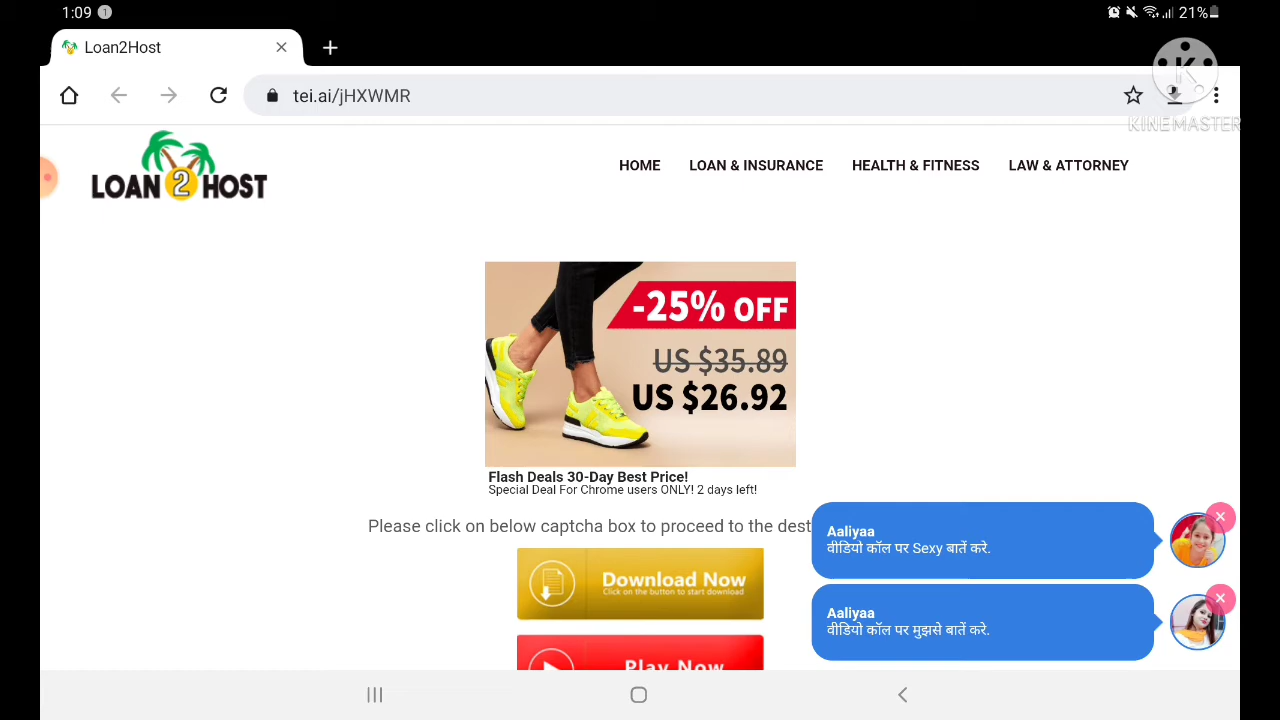 1:09 1
21%
Loan2Host
tei.ai/jHXWMR
K
KINEMASTER
LOAN 2 HOST
HOME LOAN & INSURANCE HEALTH & FITNESS LAW & ATTORNEY
-25% OFF
US $35.89
US $26.92
Flash Deals 30-Day Best Price!
Special Deal For Chrome users ONLY! 2 days left!
Please click on below captcha box to proceed to the dest
Download Now
Click on the button to start download
Play Now
Aaliyaa
वीडियो कॉल पर Sexy बातें करे.
Aaliyaa
वीडियो कॉल पर मुझसे बातें करे.